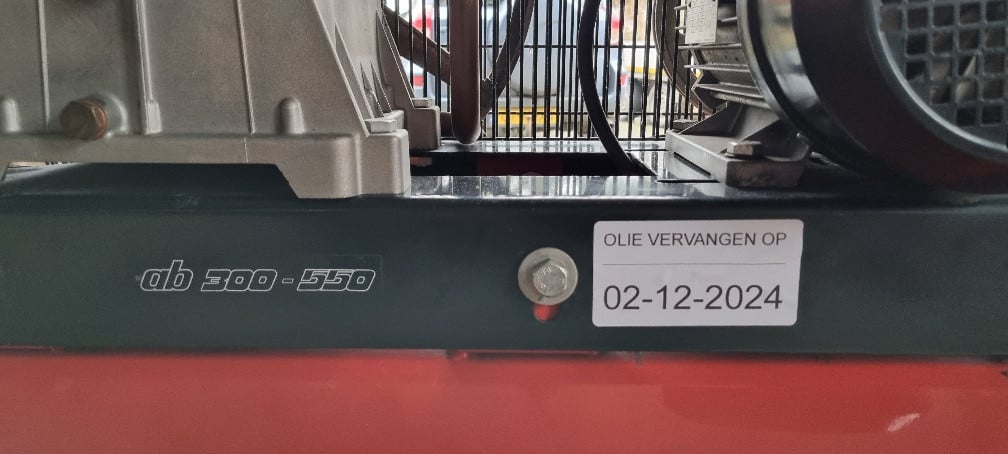 ab 300-550
OLIE VERVANGEN OP
02-12-2024